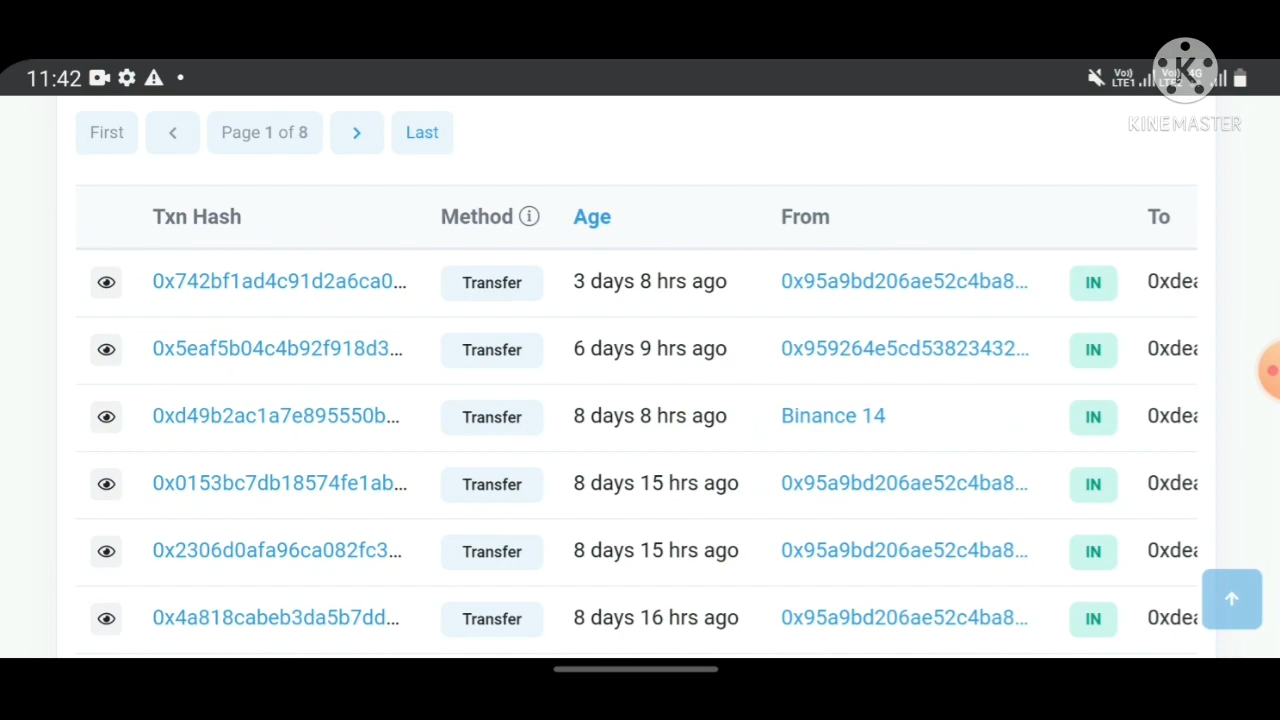 11:42
Vo) LTE1
KINEMASTER
First Page 1 of 8 Last
Txn Hash Method Age From To
0x742bf1ad4c91d2a6ca0... Transfer 3 days 8 hrs ago 0x95a9bd206ae52c4ba8... IN 0xdea
0x5eaf5b04c4b92f918d3... Transfer 6 days 9 hrs ago 0x959264e5cd53823432... IN 0xdea
0xd49b2ac1a7e895550b... Transfer 8 days 8 hrs ago Binance 14 IN 0xdea
0x0153bc7db18574fe1ab... Transfer 8 days 15 hrs ago 0x95a9bd206ae52c4ba8... IN 0xdea
0x2306d0afa96ca082fc3... Transfer 8 days 15 hrs ago 0x95a9bd206ae52c4ba8... IN 0xdea
0x4a818cabeb3da5b7dd... Transfer 8 days 16 hrs ago 0x95a9bd206ae52c4ba8... IN 0xdea